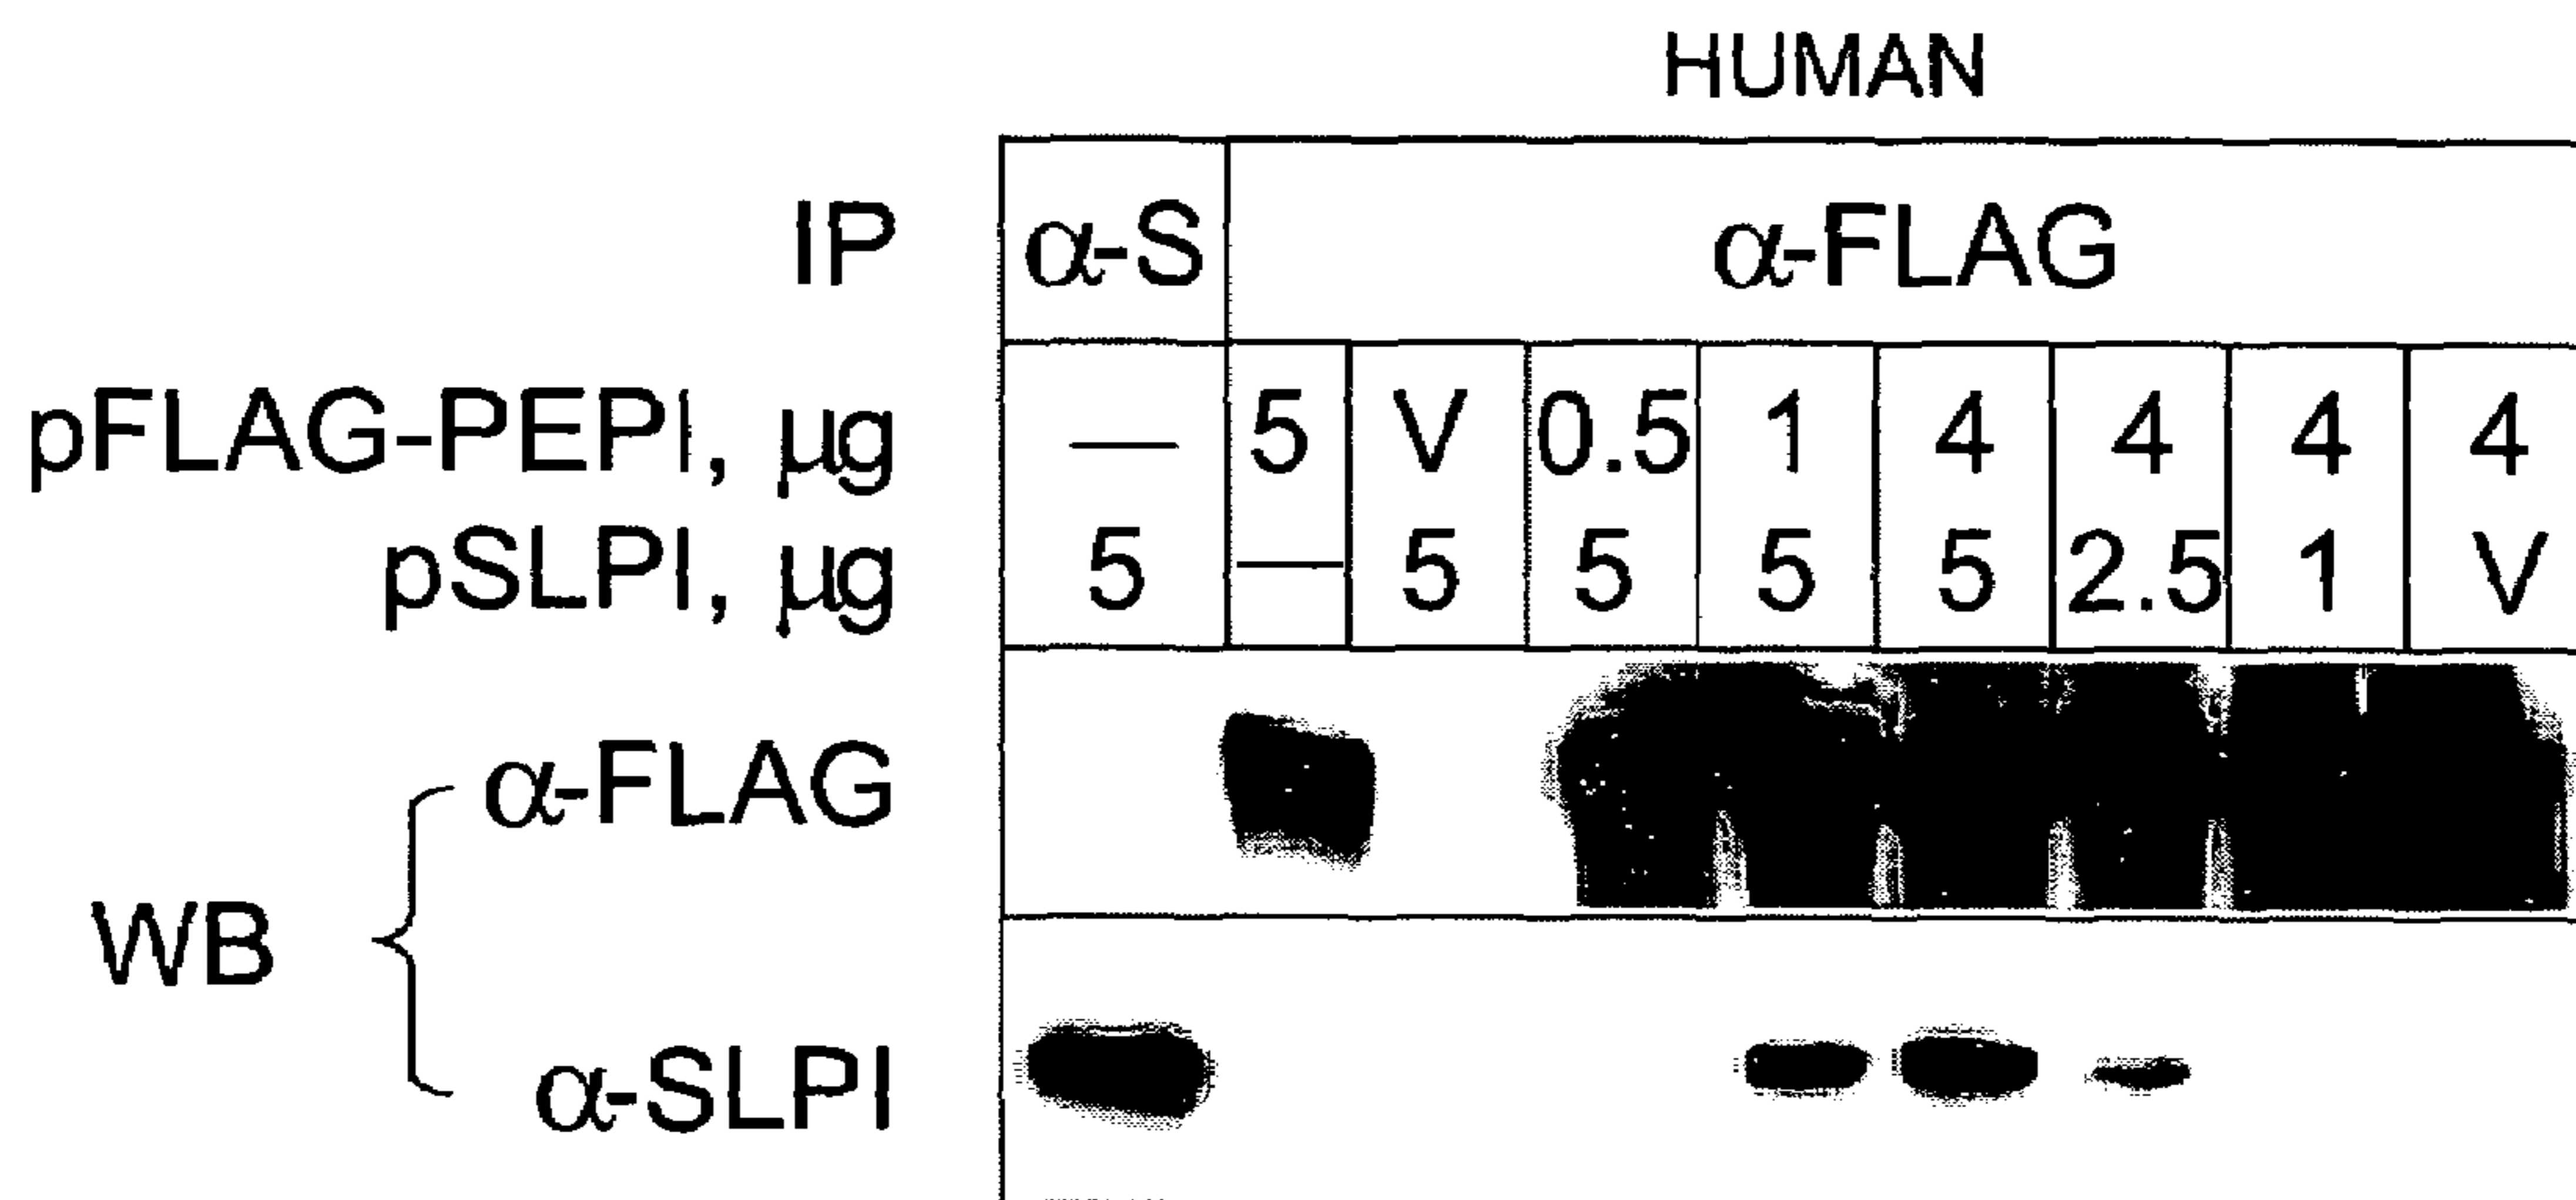 HUMAN
IP α-S α-FLAG
pFLAG-PEPI, μg — 5 V 0.5 1 4 4 4 4
pSLPI, μg 5 — 5 5 5 5 2.5 1 V
α-FLAG
WB
α-SLPI